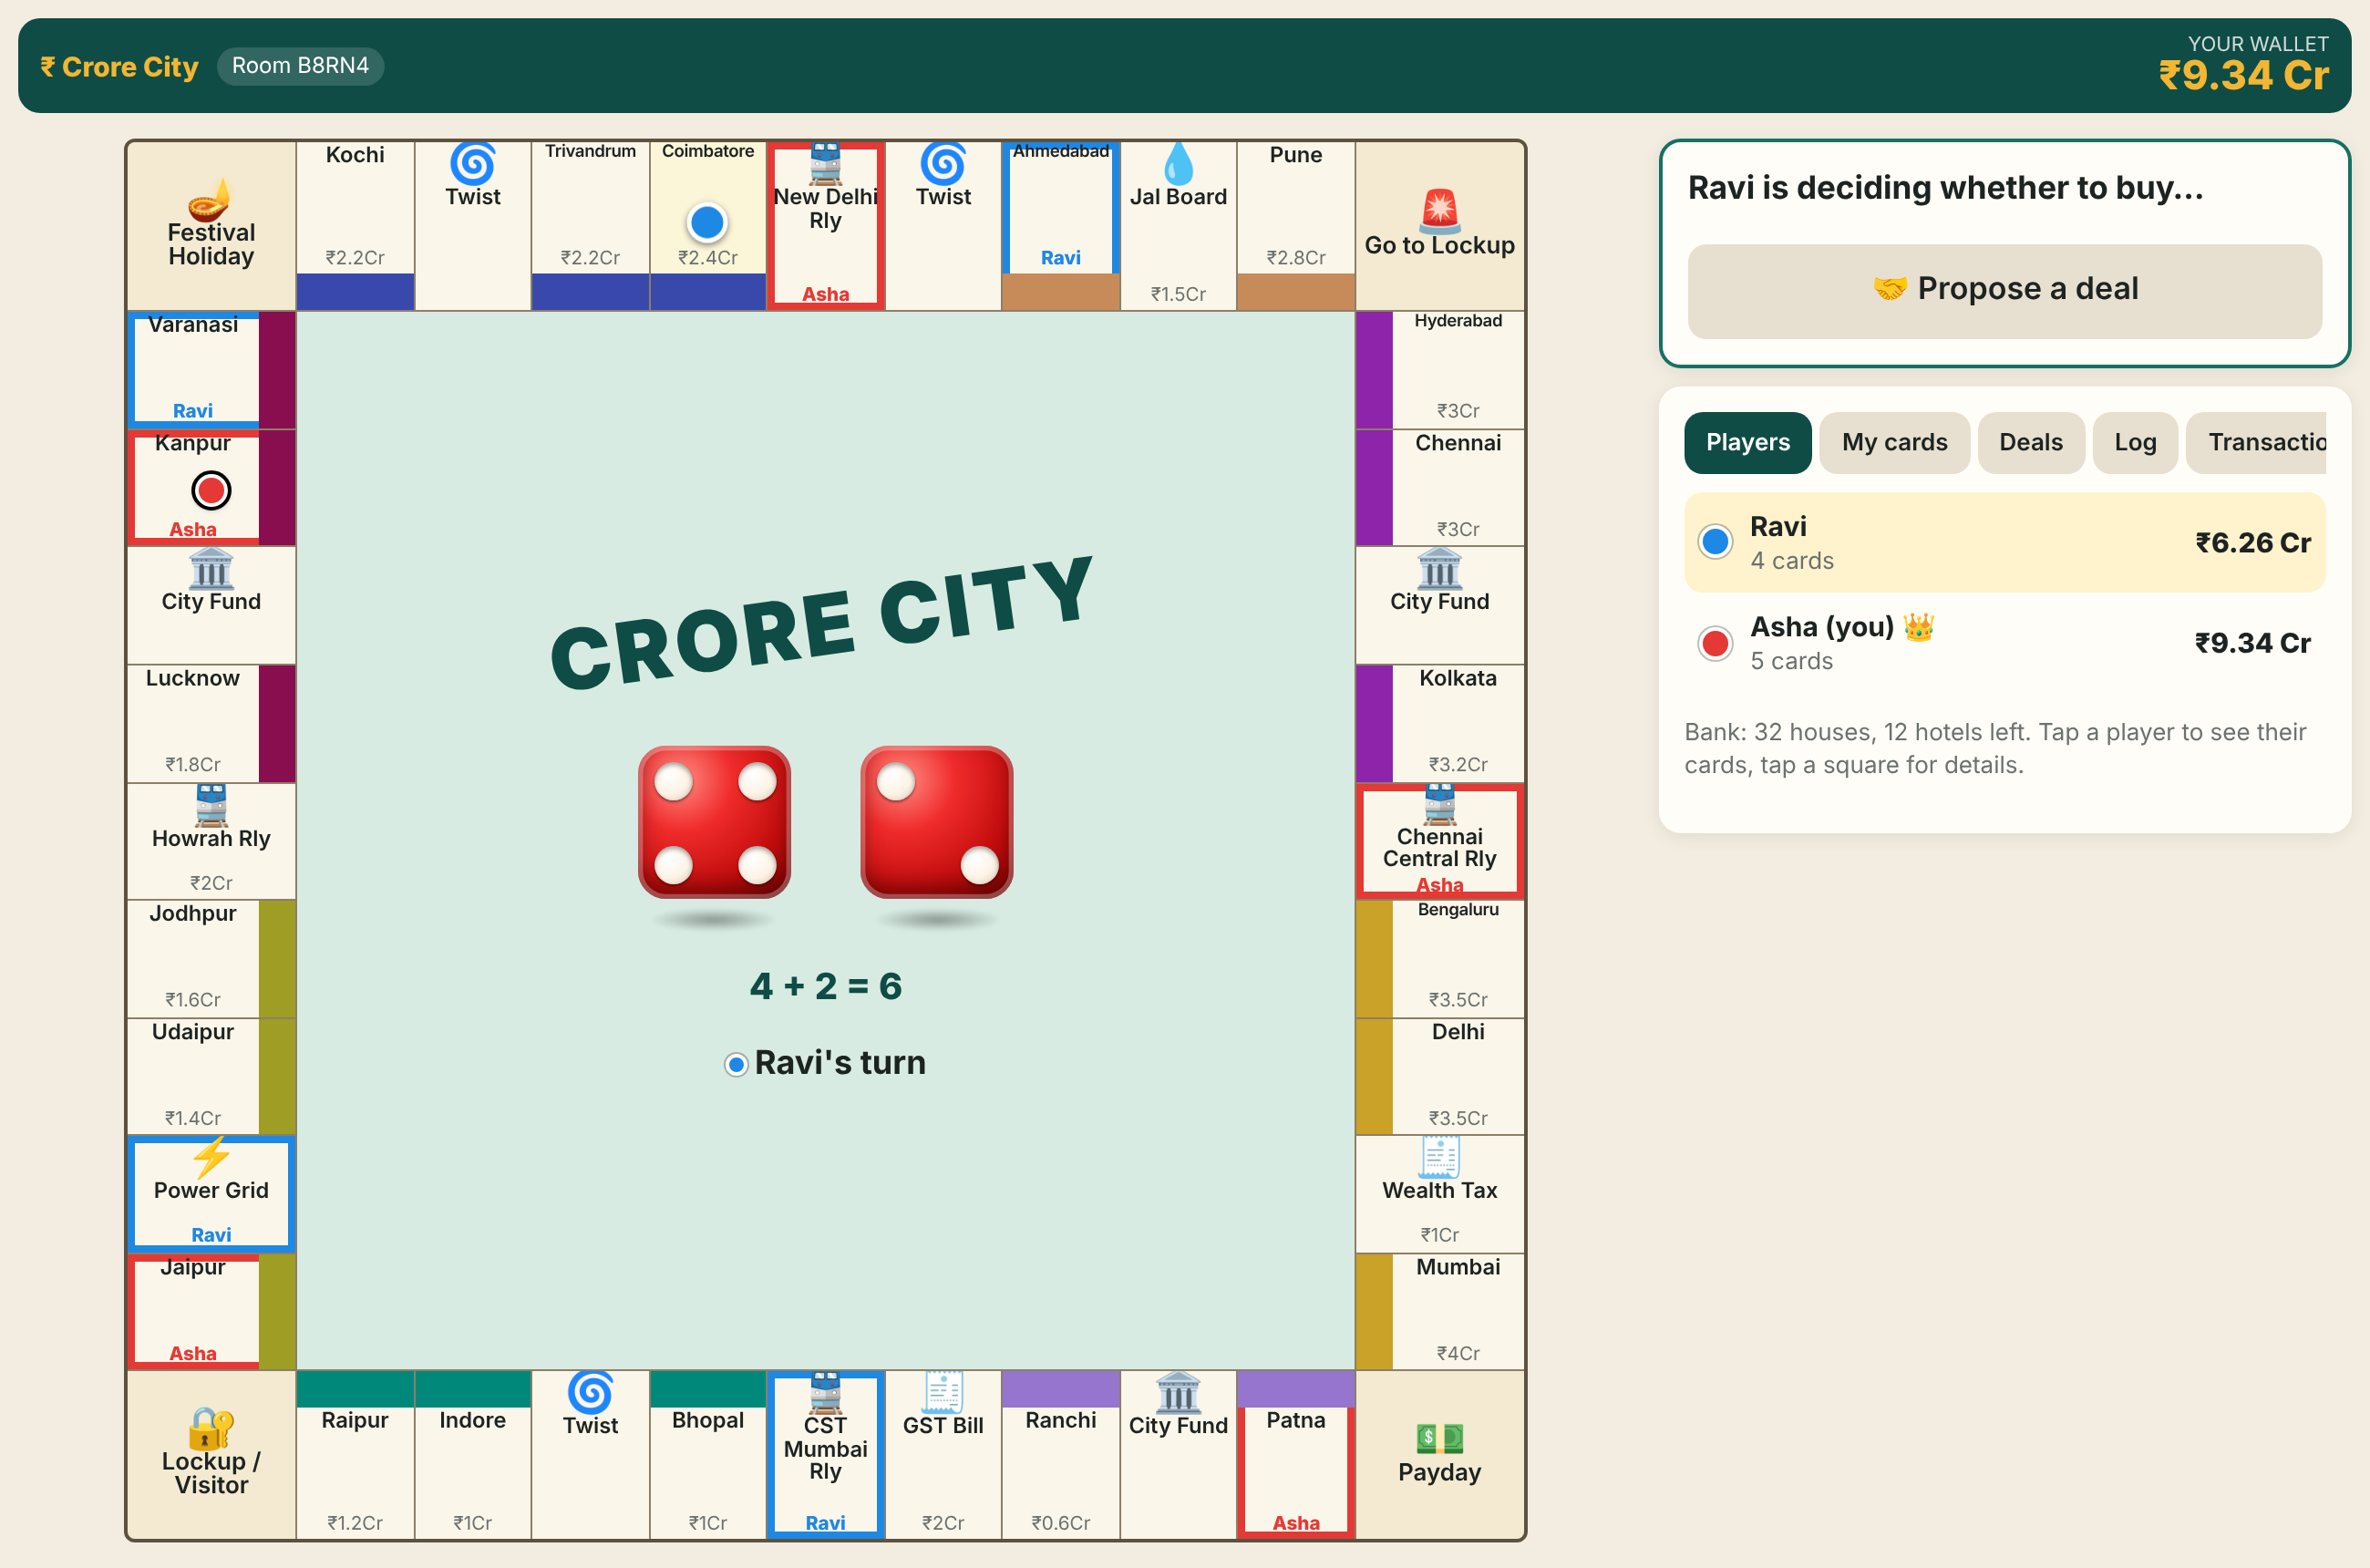 ₹ Crore City
Room B8RN4
YOUR WALLET
₹9.34 Cr
Festival
Holiday
Kochi
₹2.2Cr
Twist
Trivandrum
₹2.2Cr
Coimbatore
₹2.4Cr
New Delhi
Rly
Asha
Twist
Ahmedabad
Ravi
Jal Board
₹1.5Cr
Pune
₹2.8Cr
Go to Lockup
Varanasi
Ravi
Kanpur
Asha
City Fund
Lucknow
₹1.8Cr
Howrah Rly
₹2Cr
Jodhpur
₹1.6Cr
Udaipur
₹1.4Cr
Power Grid
Ravi
Jaipur
Asha
CRORE CITY
4 + 2 = 6
Ravi's turn
Hyderabad
₹3Cr
Chennai
₹3Cr
City Fund
Kolkata
₹3.2Cr
Chennai
Central Rly
Asha
Bengaluru
₹3.5Cr
Delhi
₹3.5Cr
Wealth Tax
₹1Cr
Mumbai
₹4Cr
Lockup /
Visitor
Raipur
₹1.2Cr
Indore
₹1Cr
Twist
Bhopal
₹1Cr
CST
Mumbai
Rly
Ravi
GST Bill
₹2Cr
Ranchi
₹0.6Cr
City Fund
Patna
Asha
Payday
Ravi is deciding whether to buy...
Propose a deal
Players
My cards
Deals
Log
Transactio
Ravi
4 cards
₹6.26 Cr
Asha (you)
5 cards
₹9.34 Cr
Bank: 32 houses, 12 hotels left. Tap a player to see their
cards, tap a square for details.